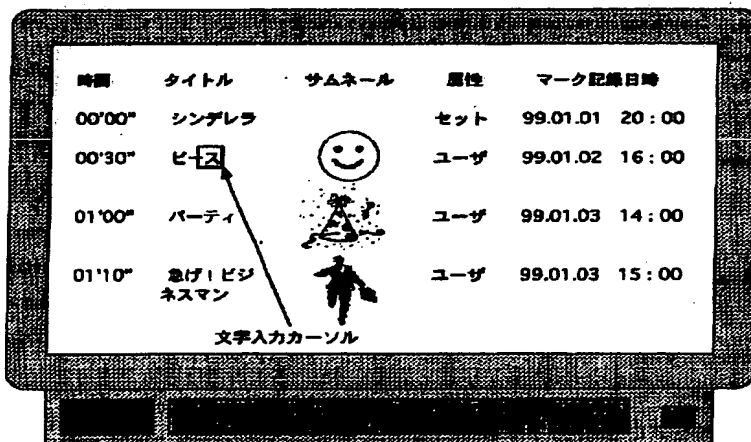 時間 タイトル サムネール 属性 マーク記録日時
00'00" シンデレラ セット 99.01.01 20:00
00'30" ピース ユーザ 99.01.02 16:00
01'00" パーティ ユーザ 99.01.03 14:00
01'10" 急げ!ビジ ユーザ 99.01.03 15:00
ネスマン
文字入力カーソル